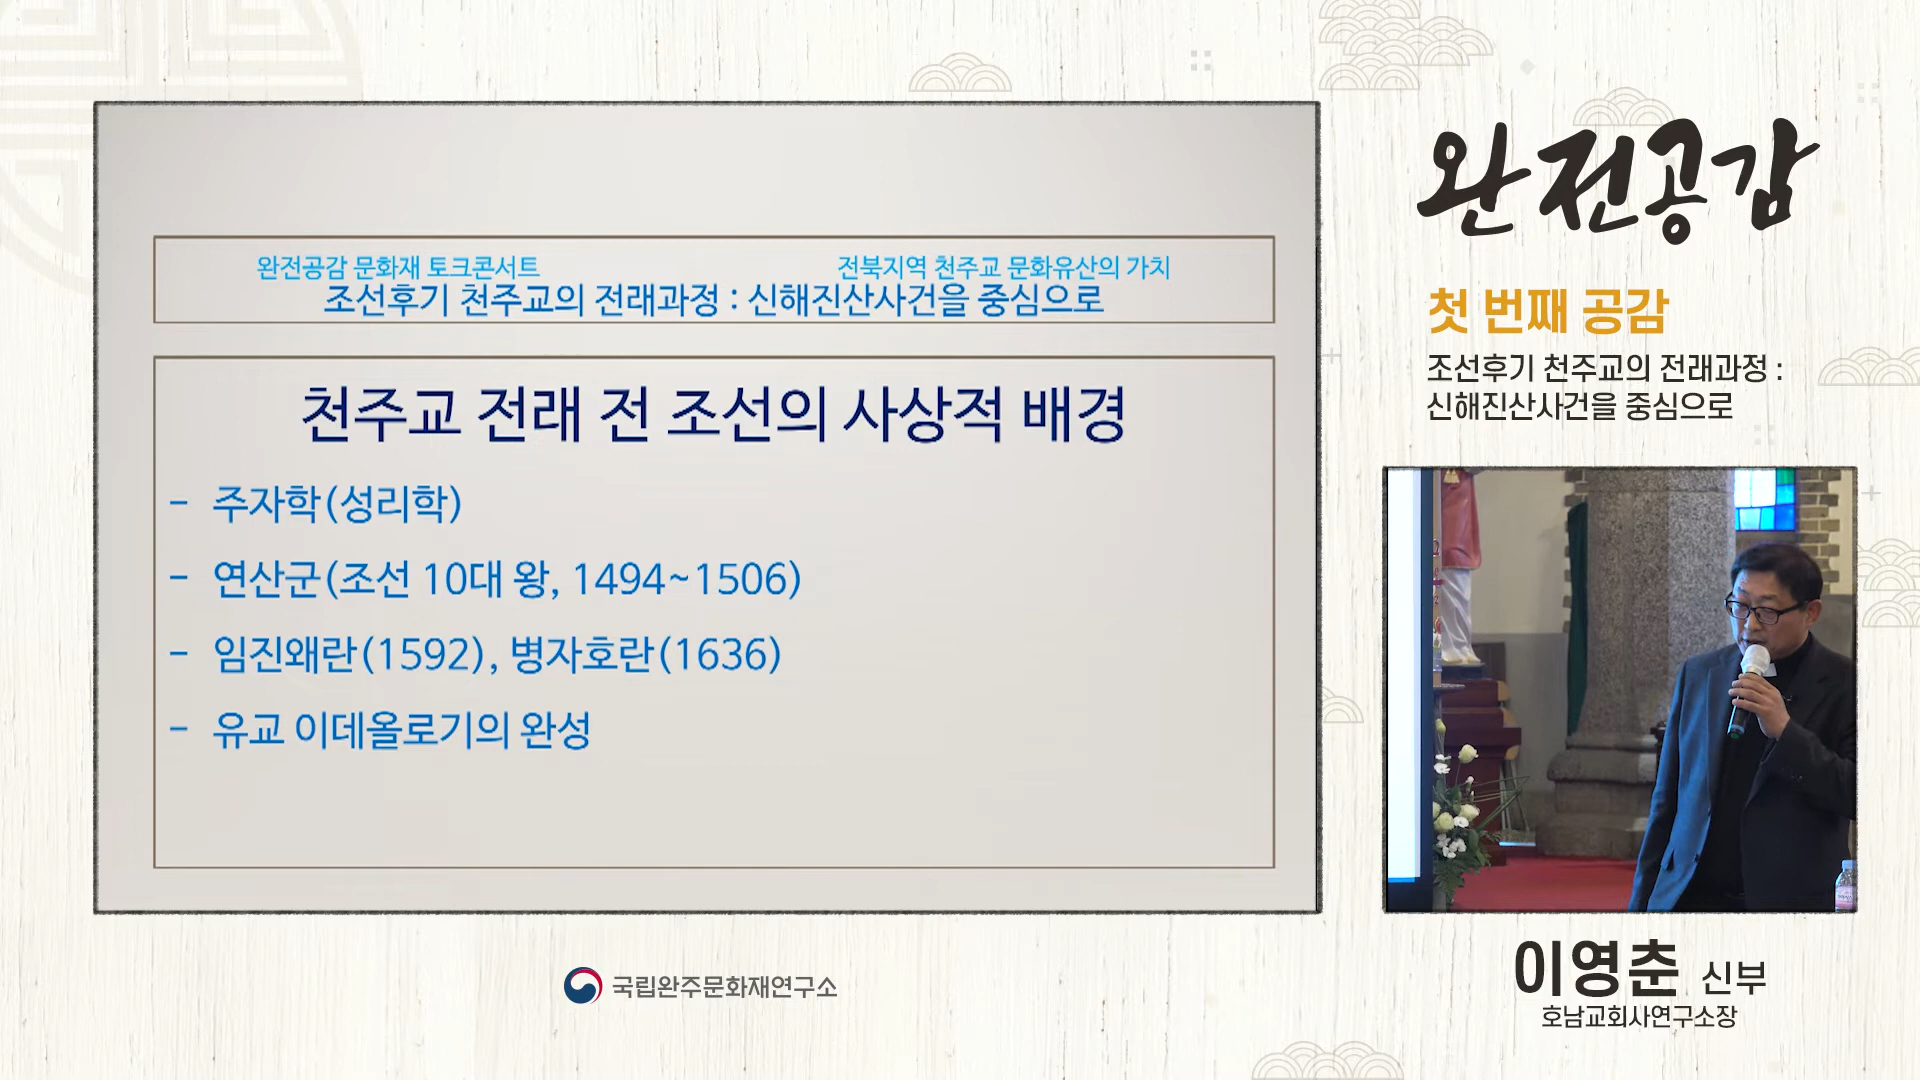 완전공감 문화재 토크콘서트 전북지역 천주교 문화유산의 가치
조선후기 천주교의 전래과정 : 신해진산사건을 중심으로
천주교 전래 전 조선의 사상적 배경
- 주자학(성리학)
- 연산군(조선 10대 왕, 1494~1506)
- 임진왜란(1592), 병자호란(1636)
- 유교 이데올로기의 완성
완전공감
첫 번째 공감
조선후기 천주교의 전래과정 :
신해진산사건을 중심으로
이영춘 신부
호남교회사연구소장
국립완주문화재연구소